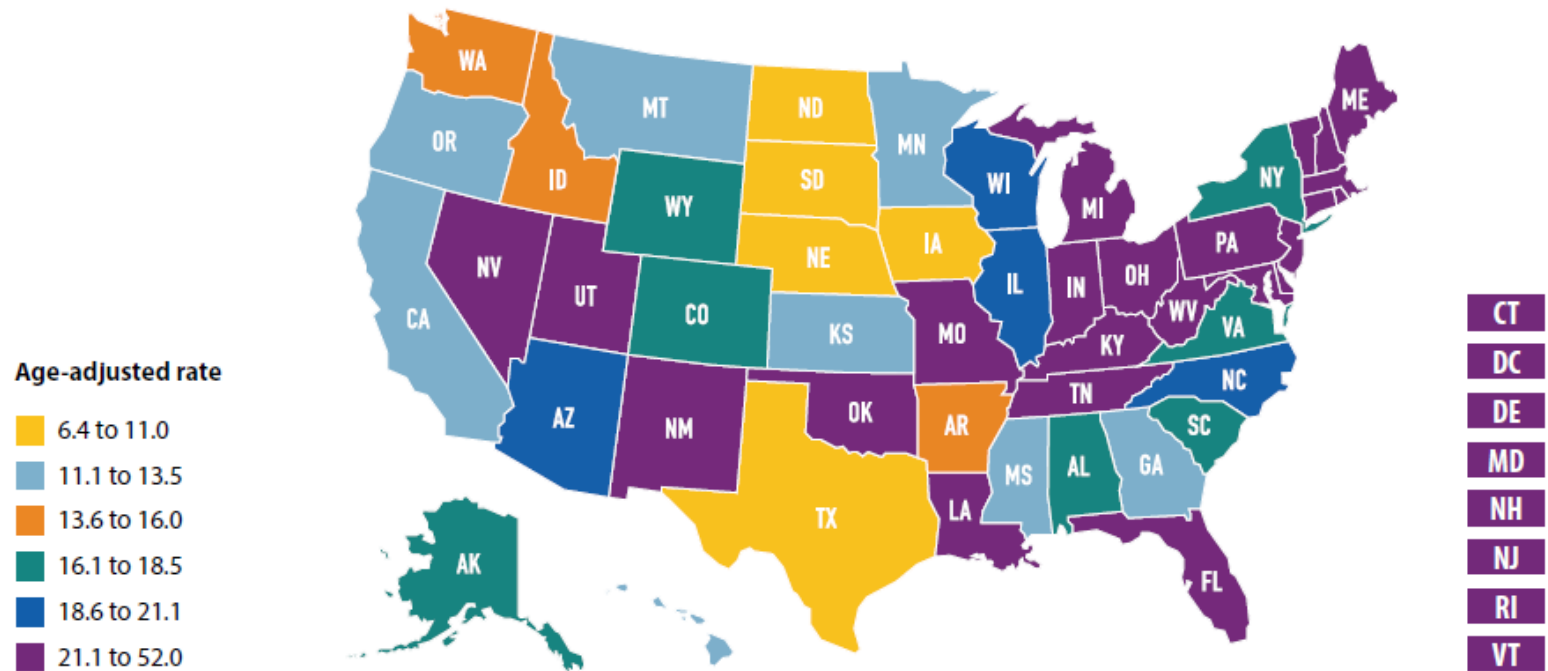 WA
MT
ND
MN
ME
OR
ID
SD
WI
NY
WY
MI
NV
UT
NE
IA
PA
CA
CO
KS
MO
IL
IN
OH
WV
VA
KY
CT
DC
DE
MD
NH
NJ
RI
VT
AZ
NM
OK
AR
TN
NC
SC
MS
AL
GA
TX
LA
FL
AK
Age-adjusted rate
6.4 to 11.0
11.1 to 13.5
13.6 to 16.0
16.1 to 18.5
18.6 to 21.1
21.1 to 52.0